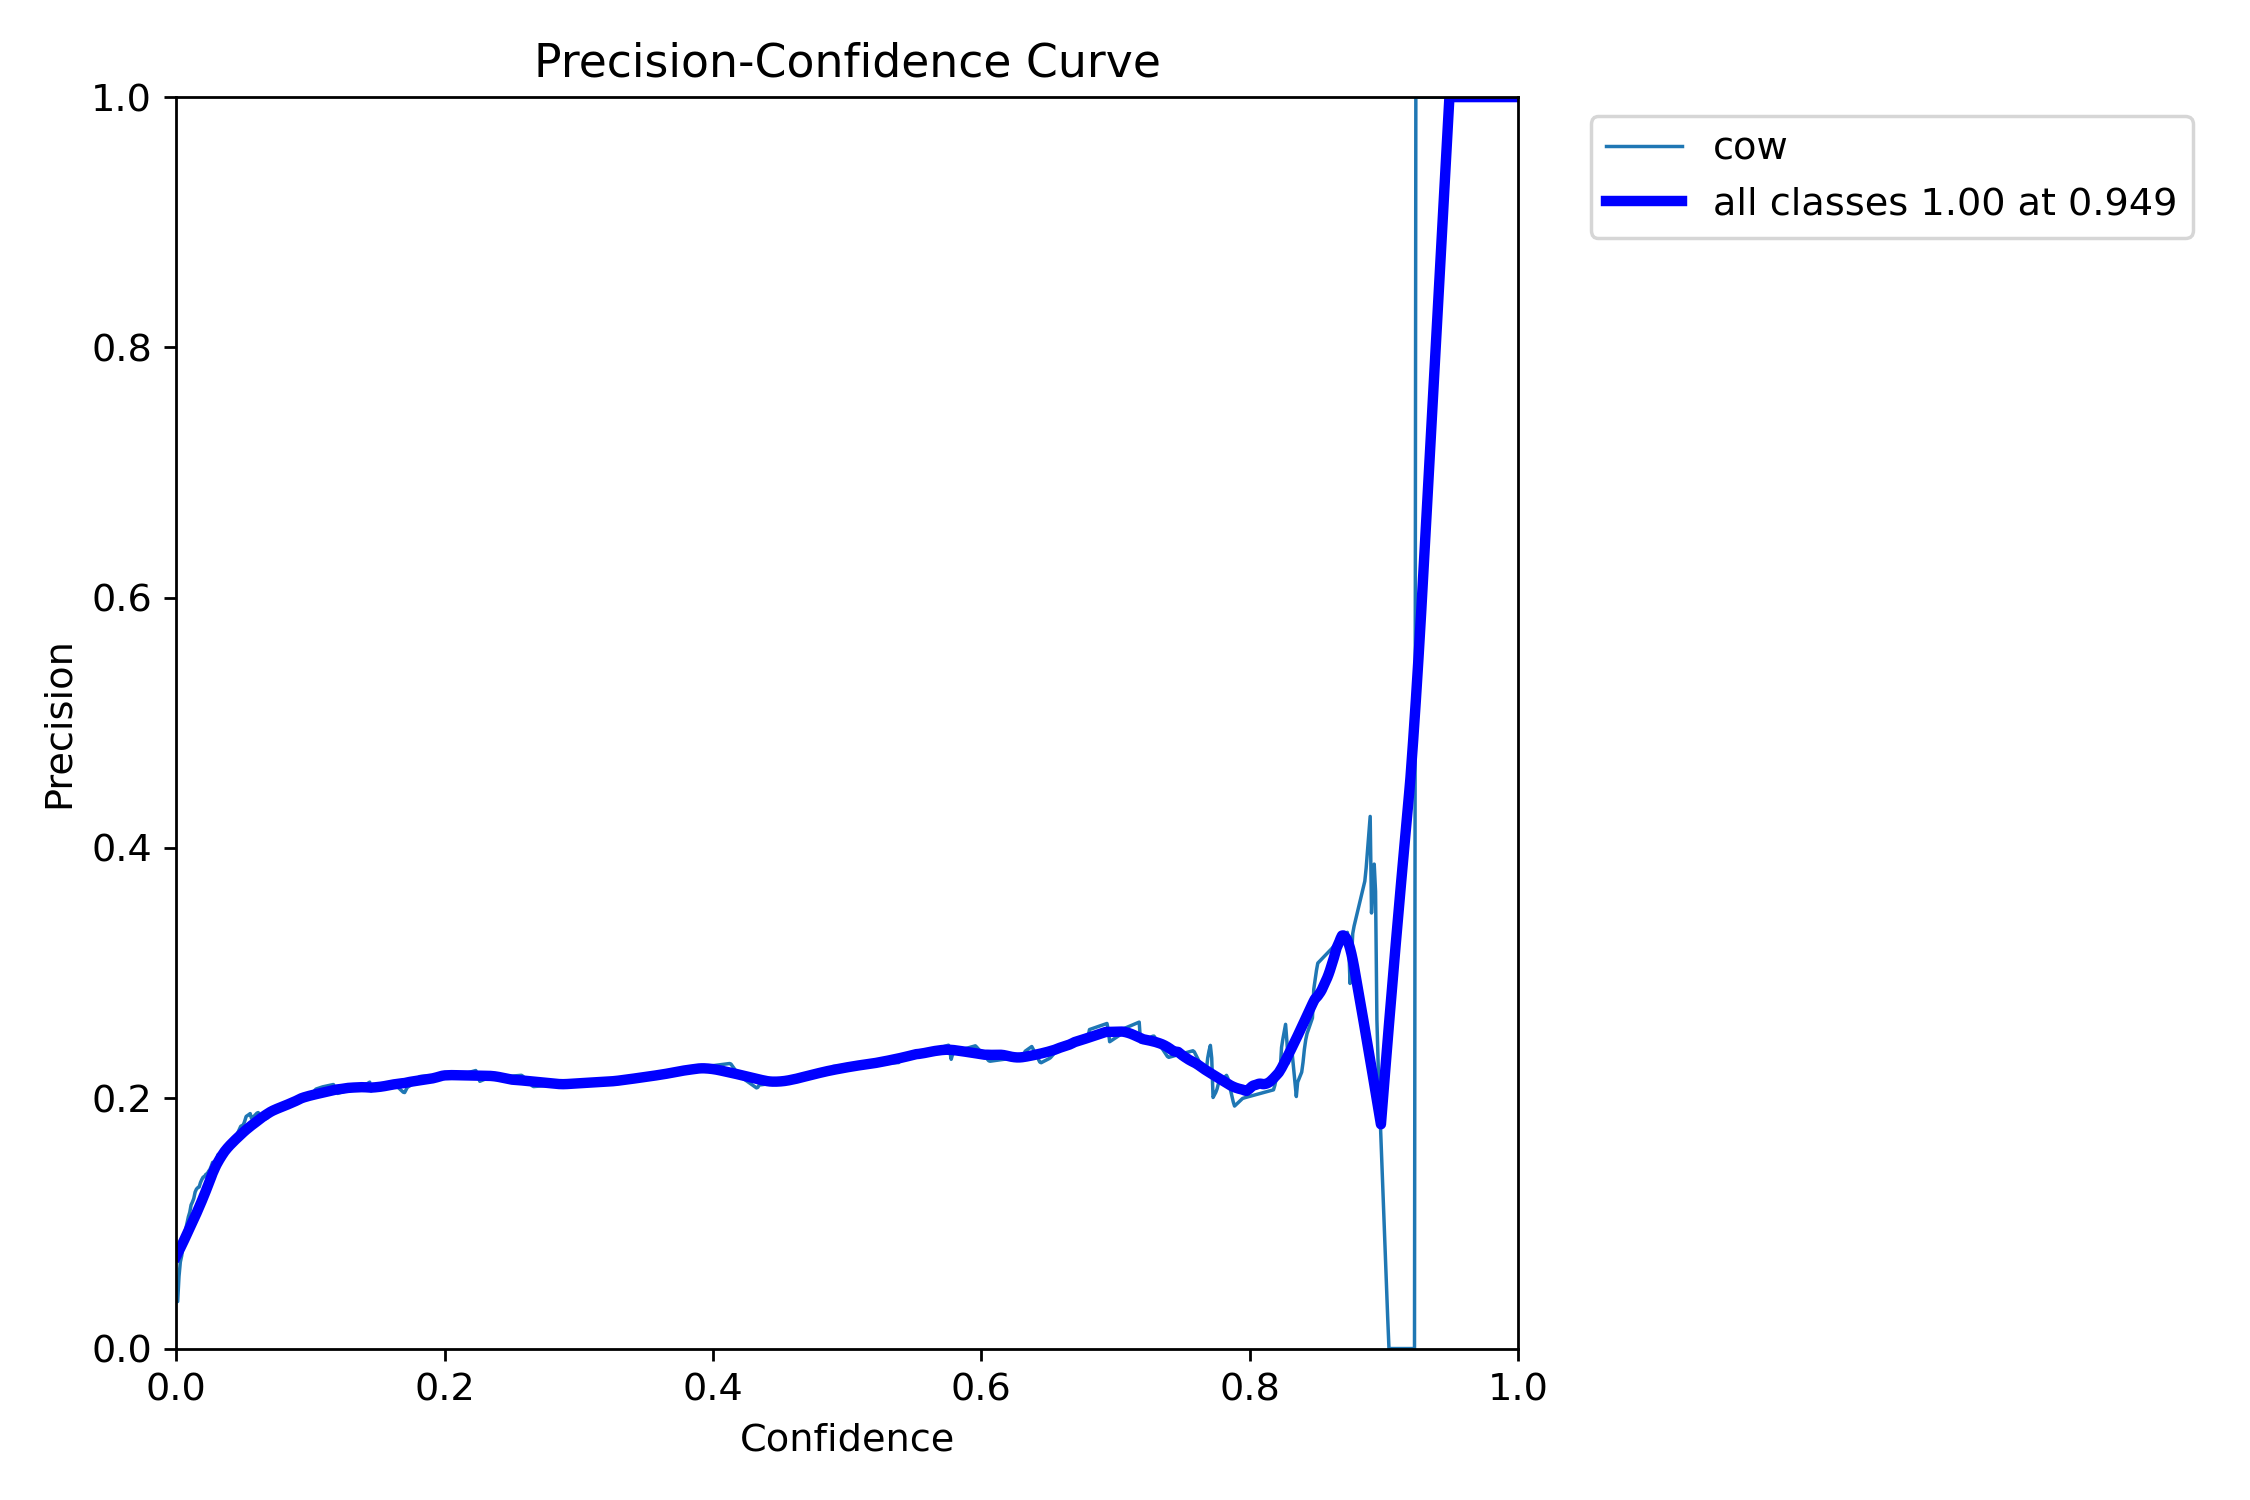 Precision-Confidence Curve
1.0
0.8
0.6
0.4
0.2
0.0
Precision
0.0 0.2 0.4 0.6 0.8 1.0
Confidence
cow
all classes 1.00 at 0.949